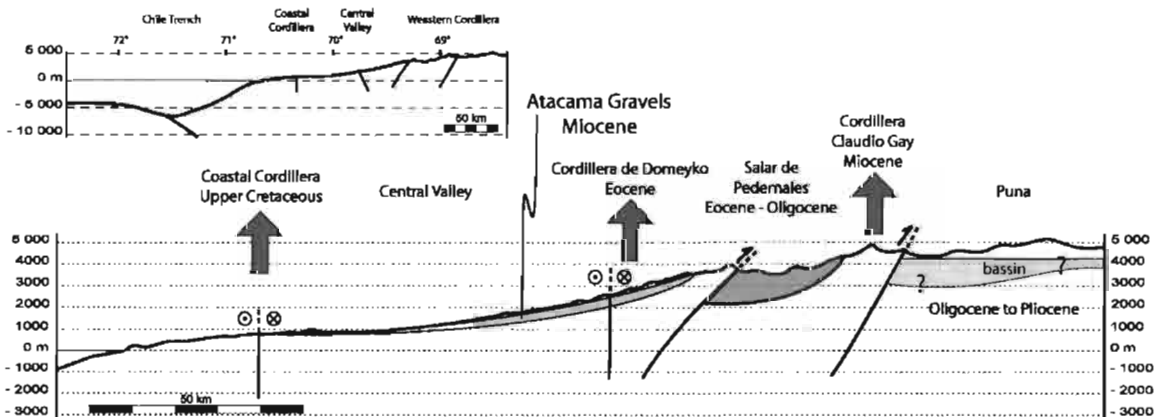 Chile Trench
Coastal
Cordillera
Central
Valley
Western Cordillera
72° 71° 70° 69°
5 000
0 m
- 5 000
- 10 000
50 km
Atacama Gravels
Miocene
Coastal Cordillera
Upper Cretaceous
Central Valley
Cordillera de Domeyko
Eocene
Salar de
Pedernales
Eocene - Oligocene
Cordillera
Claudio Gay
Miocene
Puna
5 000
4000
3000
2000
1000
0 m
- 1000
- 2000
- 3000
50 km
bassin
?
?
Oligocene to Pliocene
5 000
4000
3000
2000
1000
0 m
- 1000
- 2000
- 3000